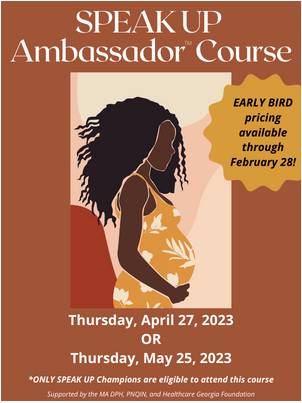 SPEAK UP
Ambassador™ Course
EARLY BIRD
pricing
available
through
February 28!
Thursday, April 27, 2023
OR
Thursday, May 25, 2023
*ONLY SPEAK UP Champions are eligible to attend this course
Supported by the MA DPH, PNQIN, and Healthcare Georgia Foundation